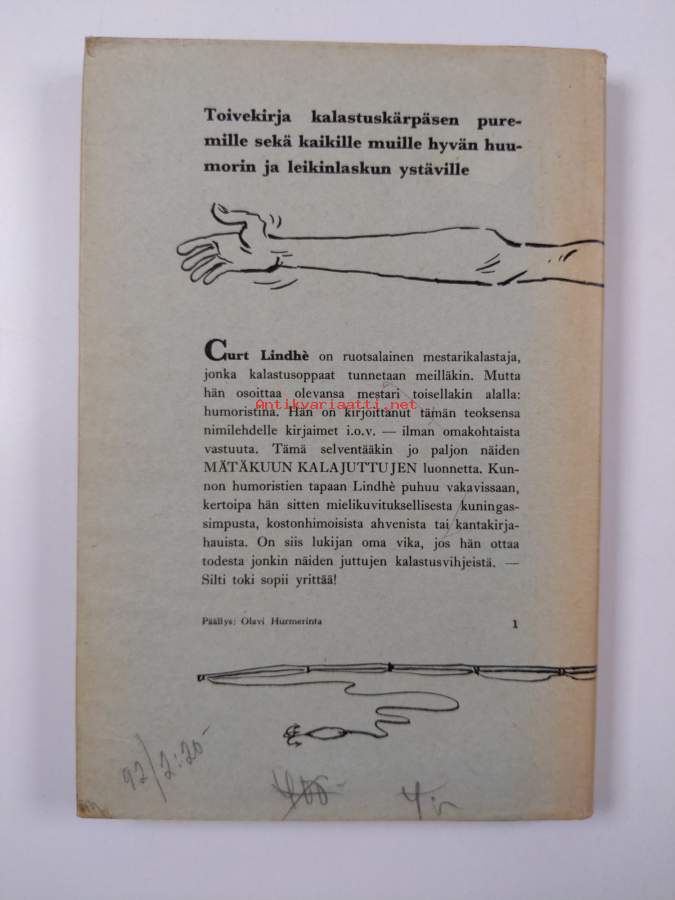 Toivekirja kalastuskärpäsen pure-
mille sekä kaikille muille hyvän huu-
morin ja leikinlaskun ystäville
Curt Lindhè on ruotsalainen mestarikalastaja,
jonka kalastusoppaat tunnetaan meilläkin. Mutta
hän osoittaa olevansa mestari toisellakin alalla:
Antikvariaatti.net
humoristina. Hän on kirjoittanut tämän teoksensa
nimilehdelle kirjaimet i.o.v. — ilman omakohtaista
vastuuta. Tämä selventääkin jo paljon näiden
MÄTÄKUUN KALAJUTTUJEN luonnetta. Kun-
non humoristien tapaan Lindhè puhuu vakavissaan,
kertoipa hän sitten mielikuvituksellisesta kuningas-
simpusta, kostonhimoisista ahvenista tai kantakirja-
hauista. On siis lukijan oma vika, jos hän ottaa
todesta jonkin näiden juttujen kalastusvihjeistä. —
Silti toki sopii yrittää!
Päällys: Olavi Hurmerinta 1
92/2:20-